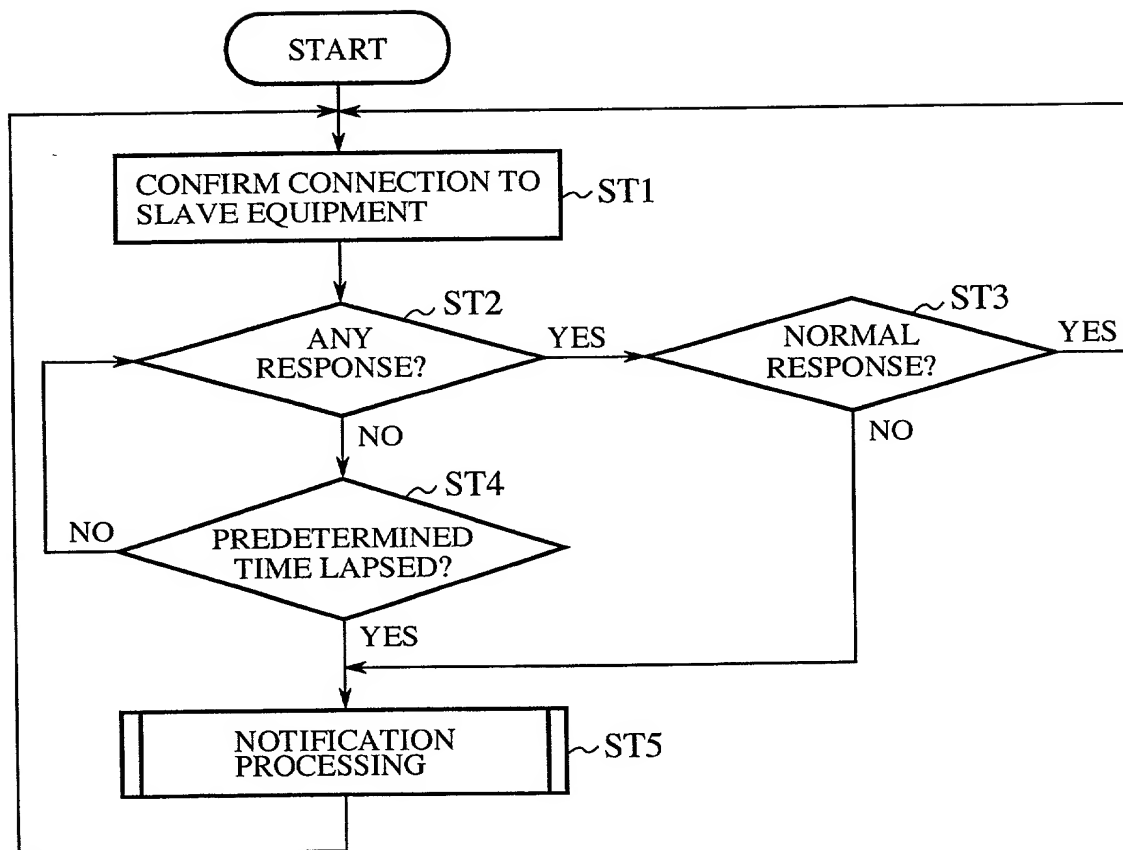 START
CONFIRM CONNECTION TO
SLAVE EQUIPMENT
ST1
ST2
ANY
RESPONSE?
YES
ST3
NORMAL
RESPONSE?
YES
NO
NO
ST4
PREDETERMINED
TIME LAPSED?
NO
YES
NOTIFICATION
PROCESSING
ST5